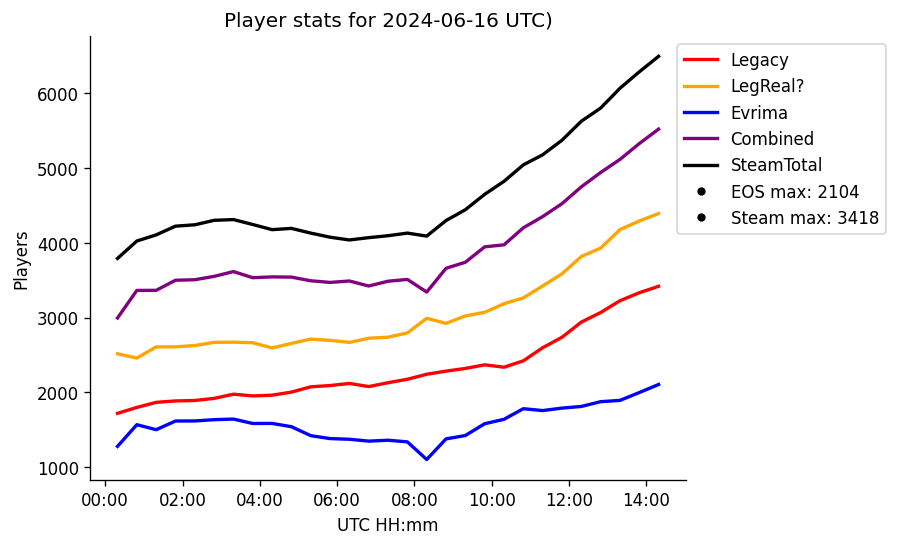 Player stats for 2024-06-16 UTC)
Legacy
LegReal?
Evrima
Combined
SteamTotal
EOS max: 2104
Steam max: 3418
Players
6000
5000
4000
3000
2000
1000
00:00 02:00 04:00 06:00 08:00 10:00 12:00 14:00
UTC HH:mm